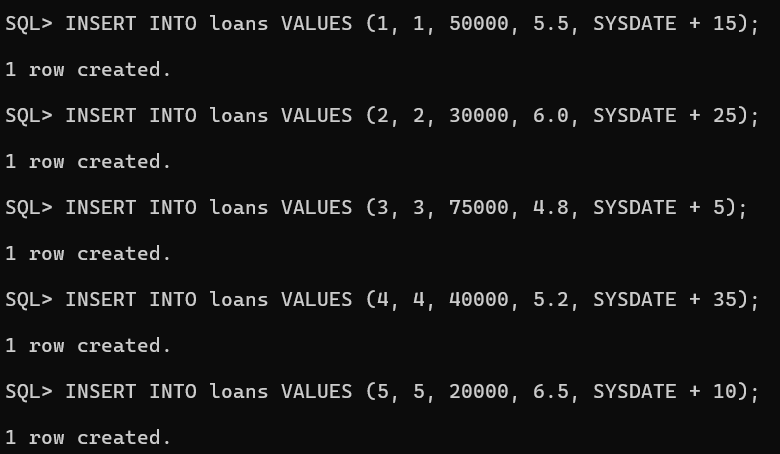 SQL> INSERT INTO loans VALUES (1, 1, 50000, 5.5, SYSDATE + 15);
1 row created.
SQL> INSERT INTO loans VALUES (2, 2, 30000, 6.0, SYSDATE + 25);
1 row created.
SQL> INSERT INTO loans VALUES (3, 3, 75000, 4.8, SYSDATE + 5);
1 row created.
SQL> INSERT INTO loans VALUES (4, 4, 40000, 5.2, SYSDATE + 35);
1 row created.
SQL> INSERT INTO loans VALUES (5, 5, 20000, 6.5, SYSDATE + 10);
1 row created.